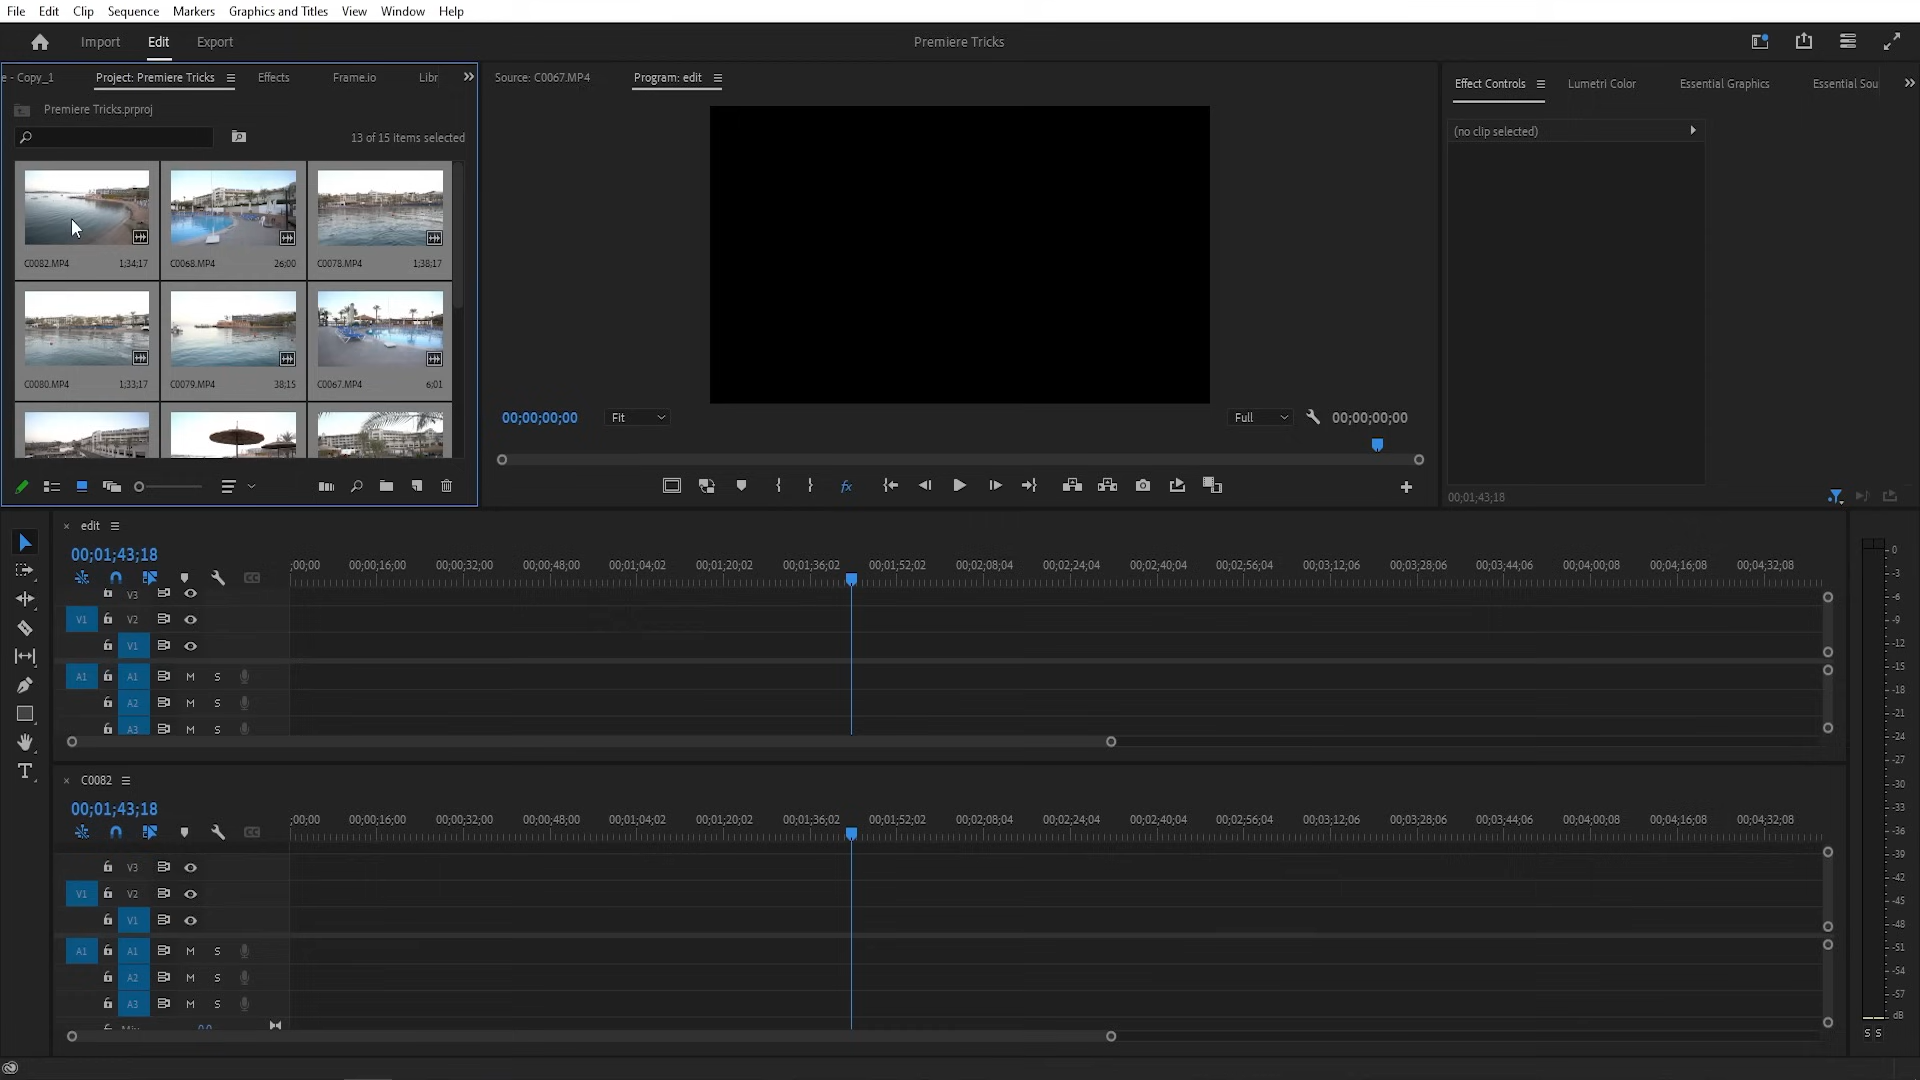 File Edit Clip Sequence Markers Graphics and Titles View Window Help
Import Edit Export
Premiere Tricks
e - Copy_1 Project: Premiere Tricks Effects Frame.io Libr
Premiere Tricks.prproj
13 of 15 items selected
C0082.MP4 1;34;17
C0068.MP4 26;00
C0078.MP4 1;38;17
C0080.MP4 1;33;17
C0079.MP4 38;15
C0067.MP4 6;01
Source: C0067.MP4 Program: edit
00;00;00;00 Fit Full 00;00;00;00
fx
Effect Controls Lumetri Color Essential Graphics Essential Sou
(no clip selected)
00;01;43;18
edit
00;01;43;18
CC
;00;00 00;00;16;00 00;00;32;00 00;00;48;00 00;01;04;02 00;01;20;02 00;01;36;02 00;01;52;02 00;02;08;04 00;02;24;04 00;02;40;04 00;02;56;04 00;03;12;06 00;03;28;06 00;03;44;06 00;04;00;08 00;04;16;08 00;04;32;08
V3
V1 V2
V1
A1 A1 M S
A2 M S
A3 M S
C0082
00;01;43;18
CC
;00;00 00;00;16;00 00;00;32;00 00;00;48;00 00;01;04;02 00;01;20;02 00;01;36;02 00;01;52;02 00;02;08;04 00;02;24;04 00;02;40;04 00;02;56;04 00;03;12;06 00;03;28;06 00;03;44;06 00;04;00;08 00;04;16;08 00;04;32;08
V3
V1 V2
V1
A1 A1 M S
A2 M S
A3 M S
Mix 0.0
0
-3
-6
-9
-12
-15
-18
-21
-24
-27
-30
-33
-36
-39
-42
-45
-48
-51
-54
-57
dB
S S